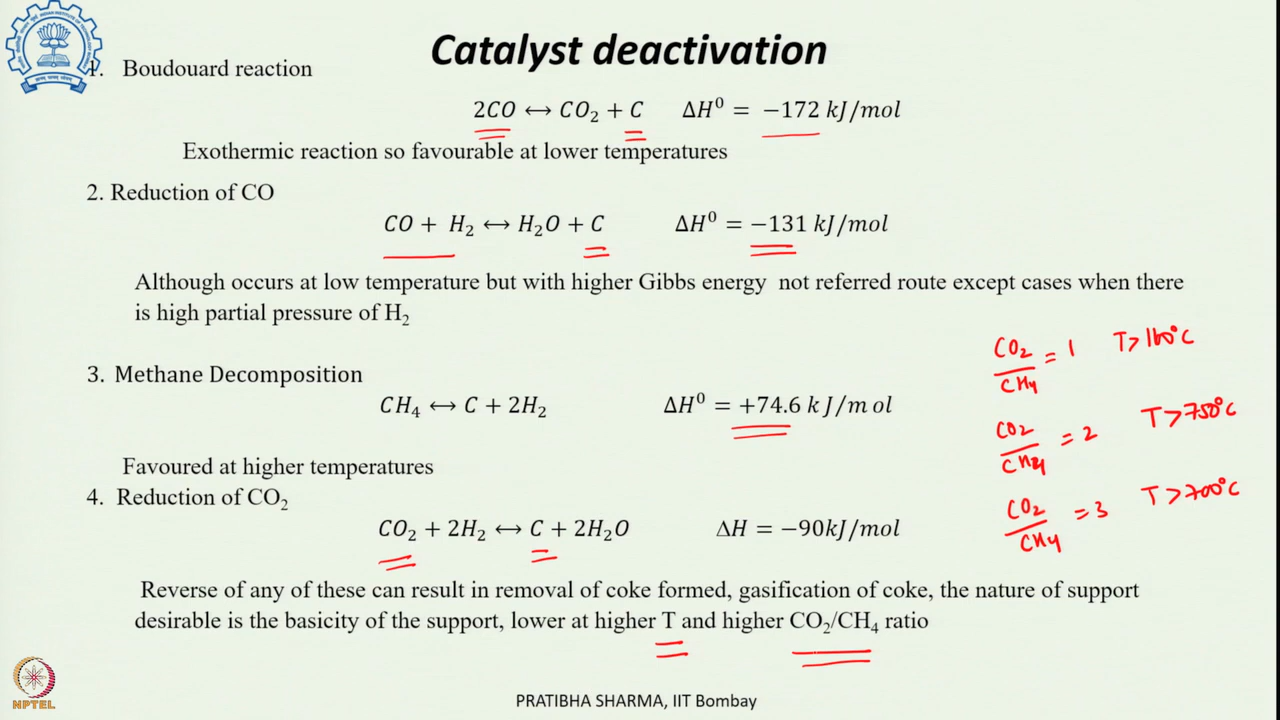 Catalyst deactivation
1. Boudouard reaction
2CO ↔ CO₂ + C ΔH⁰ = −172 kJ/mol
Exothermic reaction so favourable at lower temperatures
2. Reduction of CO
CO + H₂ ↔ H₂O + C ΔH⁰ = −131 kJ/mol
Although occurs at low temperature but with higher Gibbs energy not referred route except cases when there
is high partial pressure of H₂
3. Methane Decomposition
CH₄ ↔ C + 2H₂ ΔH⁰ = +74.6 kJ/mol
Favoured at higher temperatures
4. Reduction of CO₂
CO₂ + 2H₂ ↔ C + 2H₂O ΔH = −90kJ/mol
CO₂/CH₄ = 1
CO₂/CH₄ = 2 T > 750°C
CO₂/CH₄ = 3 T > 700°C
Reverse of any of these can result in removal of coke formed, gasification of coke, the nature of support
desirable is the basicity of the support, lower at higher T and higher CO₂/CH₄ ratio
NPTEL
PRATIBHA SHARMA, IIT Bombay